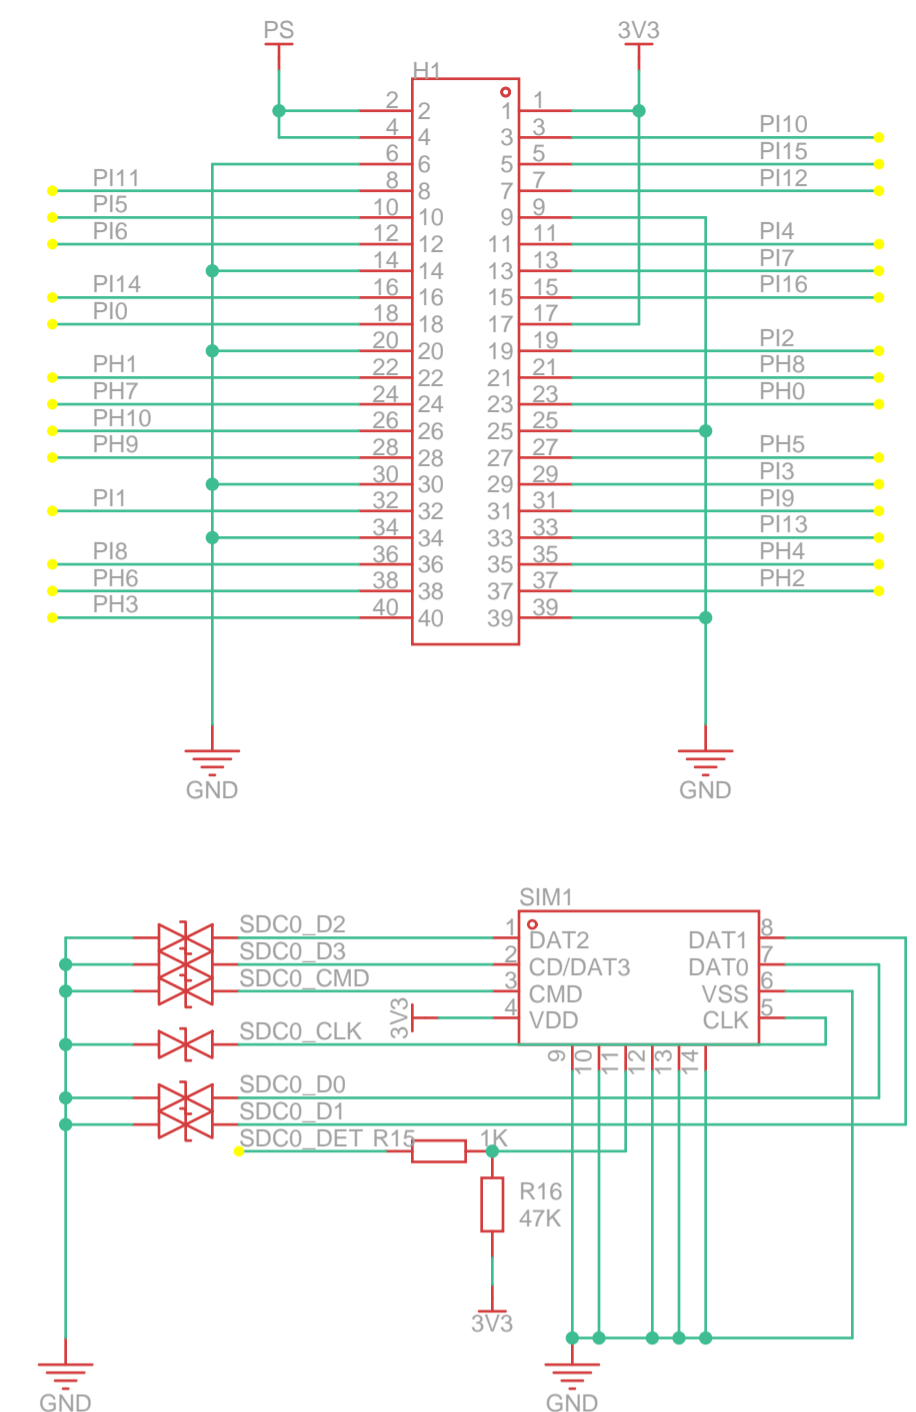 PS 3V3
H1
2 2 1 1
4 4 3 3 PI10
6 6 5 5 PI15
PI11 8 8 7 7 PI12
PI5 10 10 9 9
PI6 12 12 11 11 PI4
14 14 13 13 PI7
PI14 16 16 15 15 PI16
PI0 18 18 17 17
20 20 19 19 PI2
PH1 22 22 21 21 PH8
PH7 24 24 23 23 PH0
PH10 26 26 25 25
PH9 28 28 27 27 PH5
30 30 29 29 PI3
PI1 32 32 31 31 PI9
34 34 33 33 PI13
PI8 36 36 35 35 PH4
PH6 38 38 37 37 PH2
PH3 40 40 39 39
GND GND
SIM1
SDC0_D2 1 DAT2 DAT1 8
SDC0_D3 2 CD/DAT3 DAT0 7
SDC0_CMD 3 CMD VSS 6
3V3 4 VDD CLK 5
SDC0_CLK
9 10 11 12 13 14
SDC0_D0
SDC0_D1
SDC0_DET R15 1K
R16
47K
3V3
GND GND